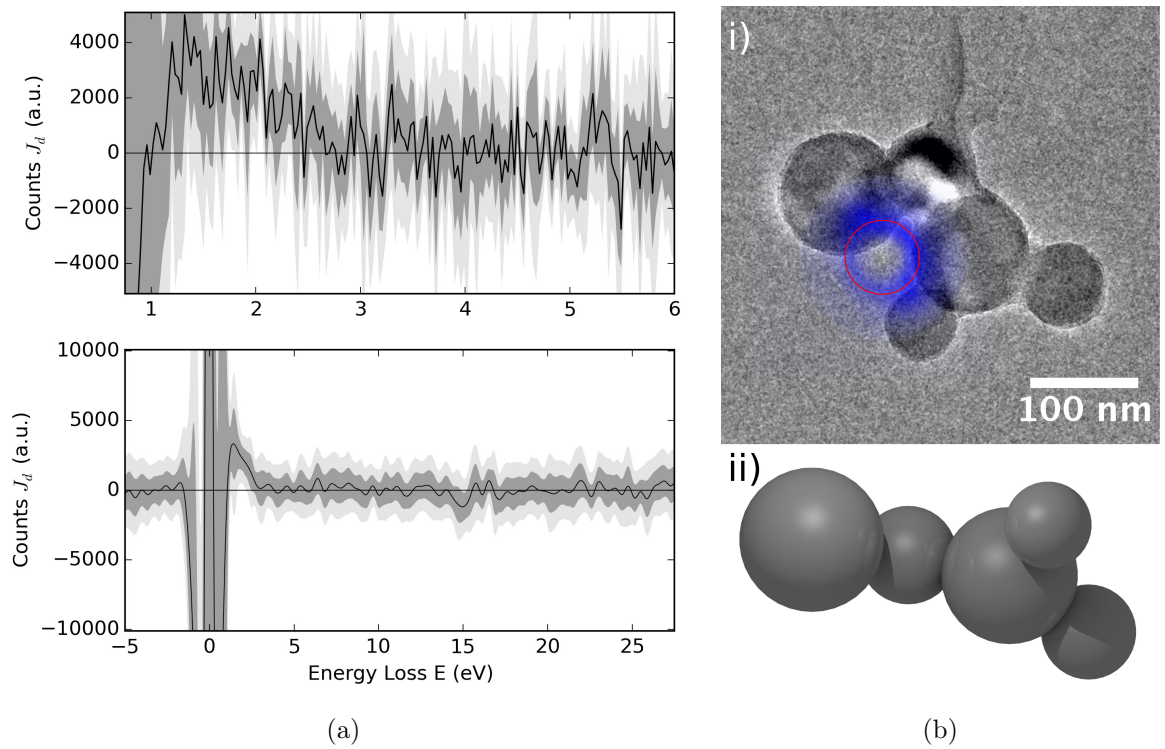 4000
2000
0
−2000
−4000
Counts J_d (a.u.)
1 2 3 4 5 6
10000
5000
0
−5000
−10000
Counts J_d (a.u.)
−5 0 5 10 15 20 25
Energy Loss E (eV)
(a)
i)
100 nm
ii)
(b)